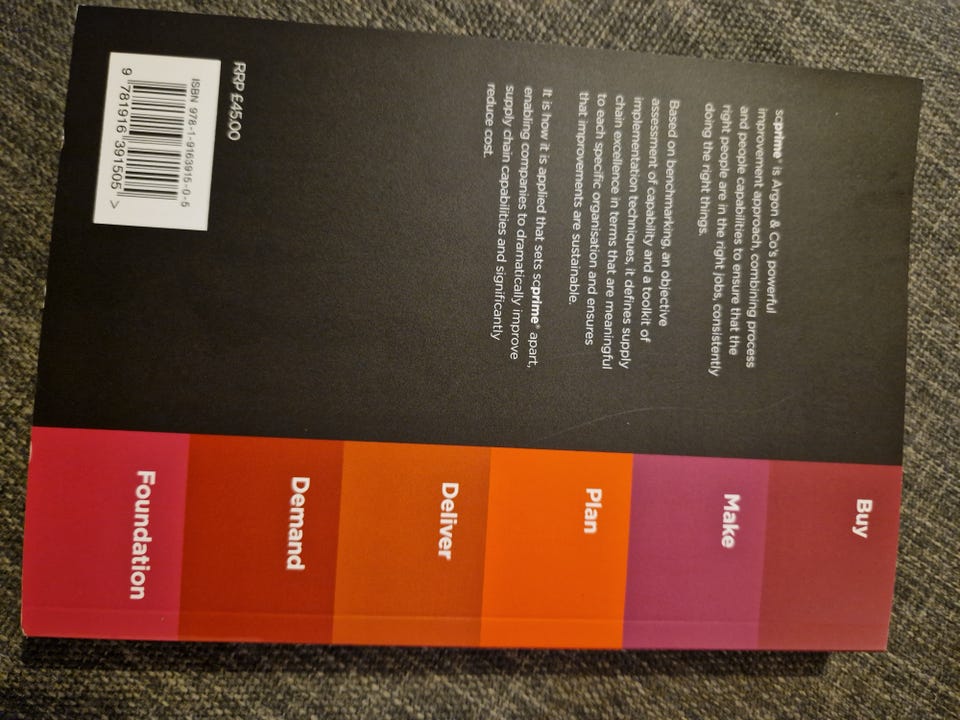 scprime® is Argon & Co's powerful
improvement approach, combining process
and people capabilities to ensure that the
right people are in the right jobs, consistently
doing the right things.
Based on benchmarking, an objective
assessment of capability and a toolkit of
implementation techniques, it defines supply
chain excellence in terms that are meaningful
to each specific organisation and ensures
that improvements are sustainable.
It is how it is applied that sets scprime® apart,
enabling companies to dramatically improve
supply chain capabilities and significantly
reduce cost.
Buy
Make
Plan
Deliver
Demand
Foundation
RRP £45.00
ISBN 978-1-9163915-0-5
9 781916 391505 >